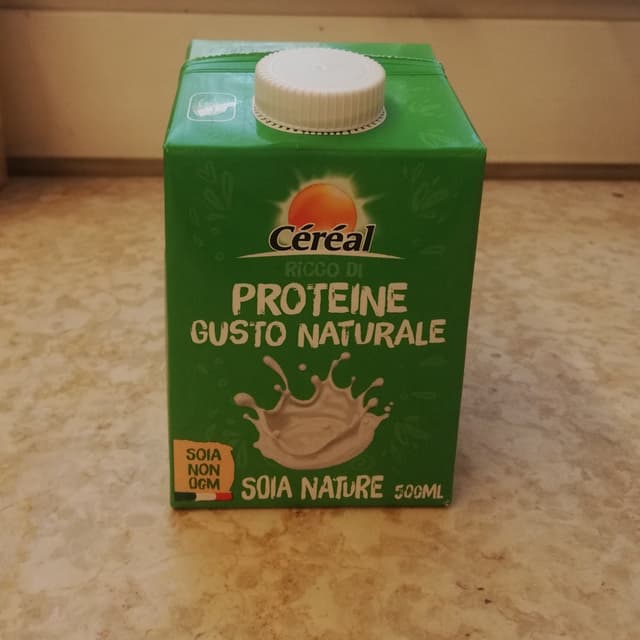 Céréal
RICCO DI
PROTEINE
GUSTO NATURALE
SOIA
NON
OGM
SOIA NATURE 500ML